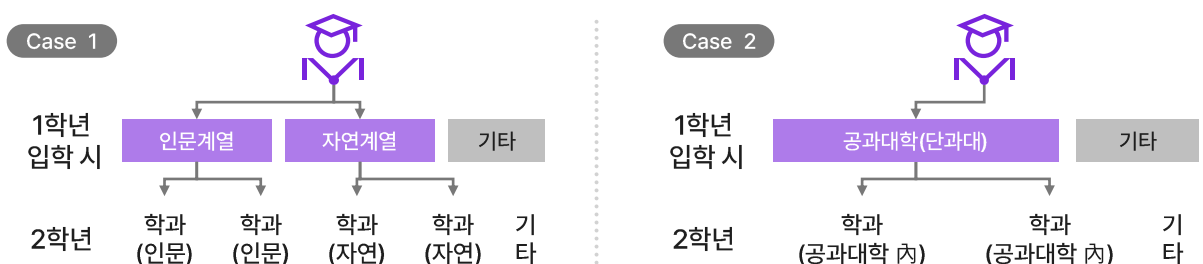 Case 1
1학년
입학 시
인문계열
자연계열
기타
2학년
학과
(인문)
학과
(인문)
학과
(자연)
학과
(자연)
기
타
Case 2
1학년
입학 시
공과대학(단과대)
기타
2학년
학과
(공과대학 內)
학과
(공과대학 內)
기
타